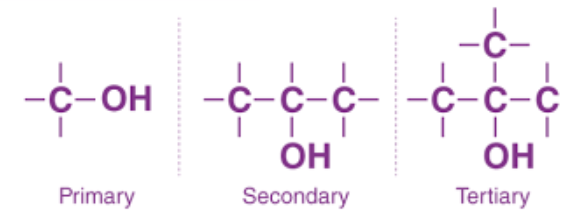 C
C OH
C C C
C C C
OH
OH
Primary
Secondary
Tertiary